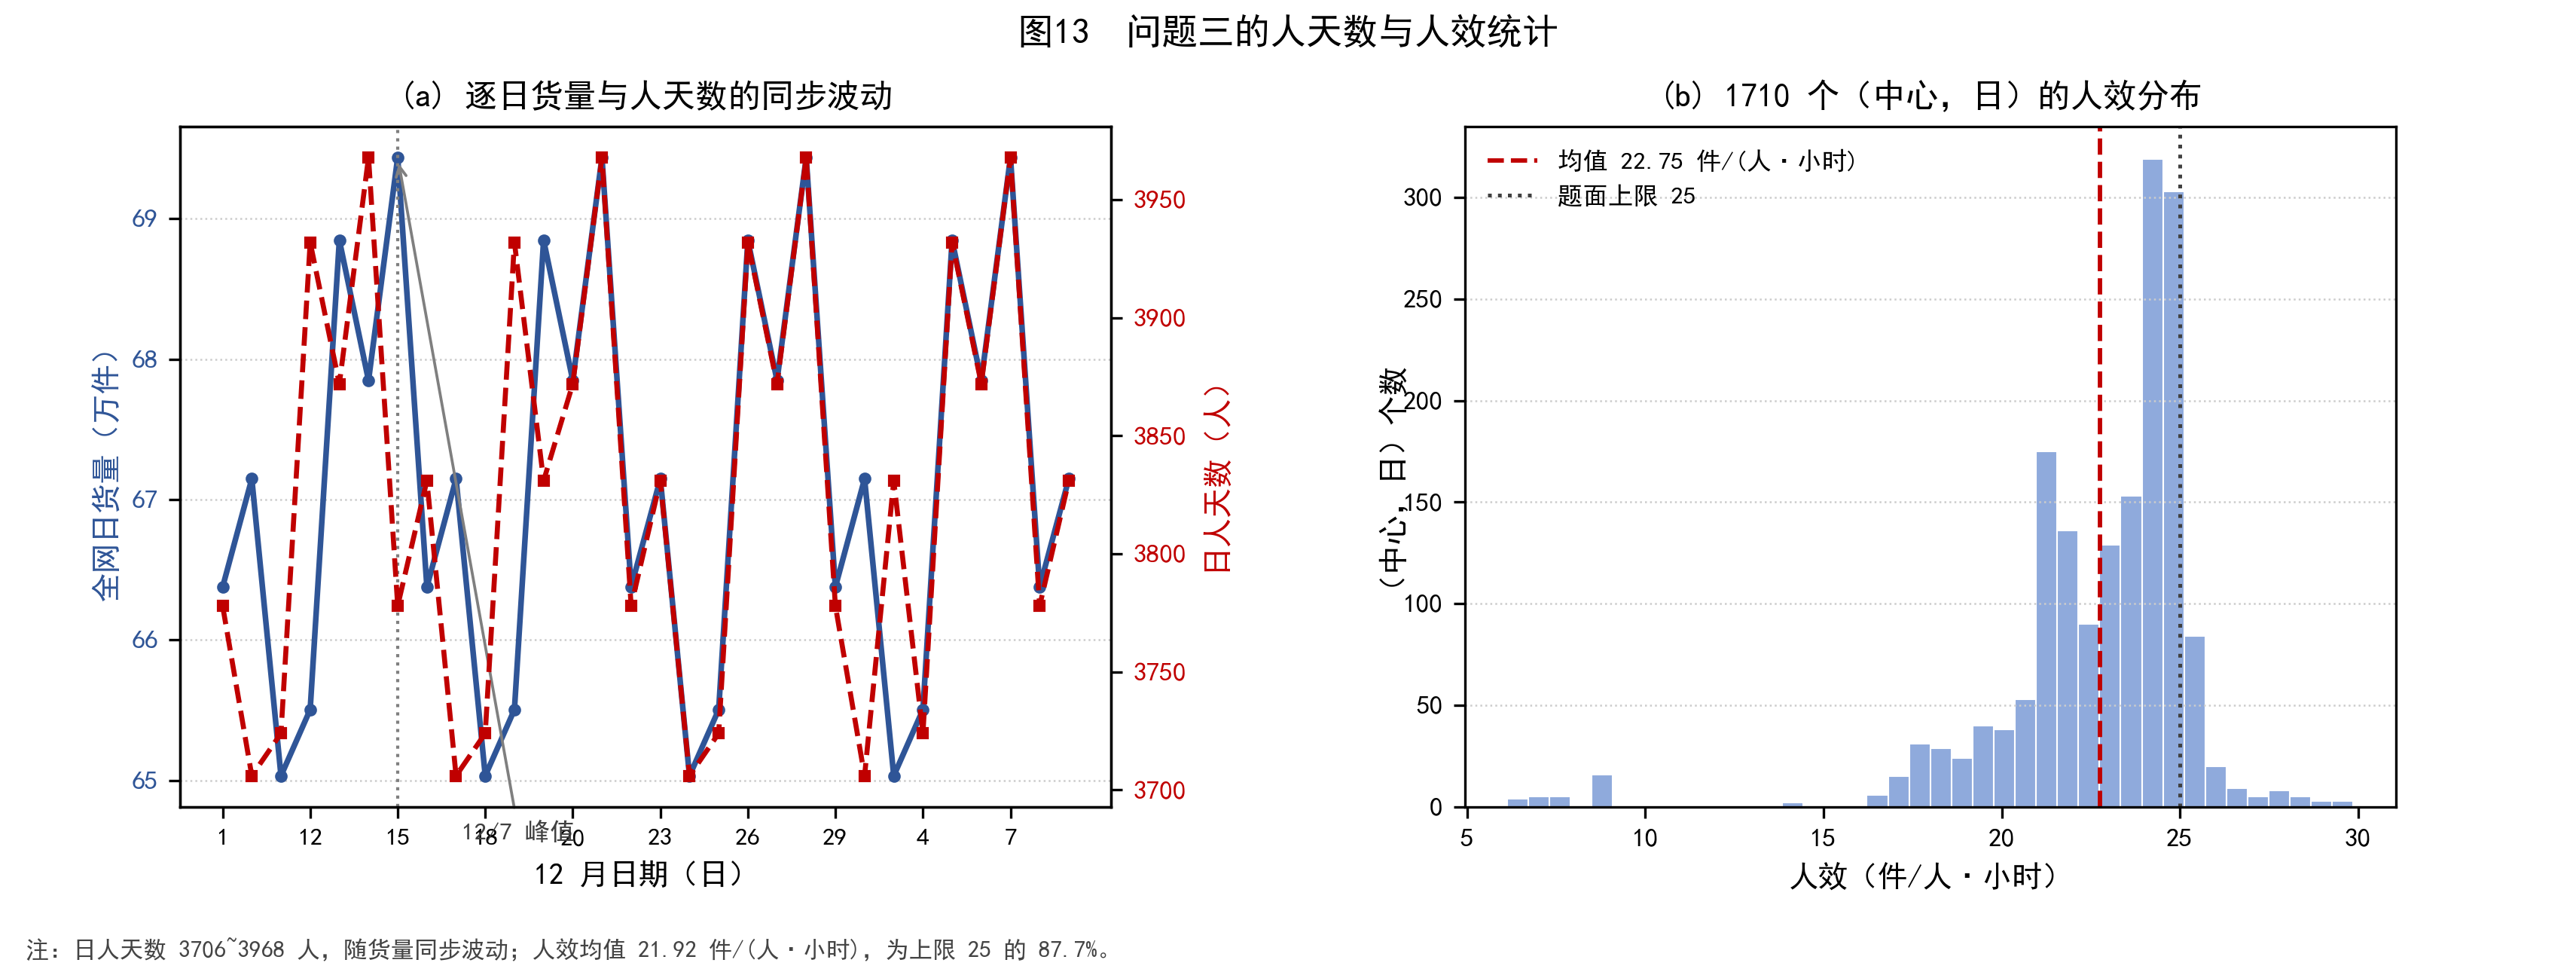 图13  问题三的人天数与人效统计
(a) 逐日货量与人天数的同步波动
全网日货量（万件）
69
68
67
66
65
3950
3900
3850
3800
3750
3700
日人天数（人）
1 12 15 18 20 23 26 29 4 7
12/7 峰值
12 月日期（日）
(b) 1710 个（中心，日）的人效分布
均值 22.75 件/(人·小时)
题面上限 25
（中心，日）个数
300
250
200
150
100
50
0
5 10 15 20 25 30
人效（件/人·小时）
注：日人天数 3706~3968 人，随货量同步波动；人效均值 21.92 件/(人·小时)，为上限 25 的 87.7%。